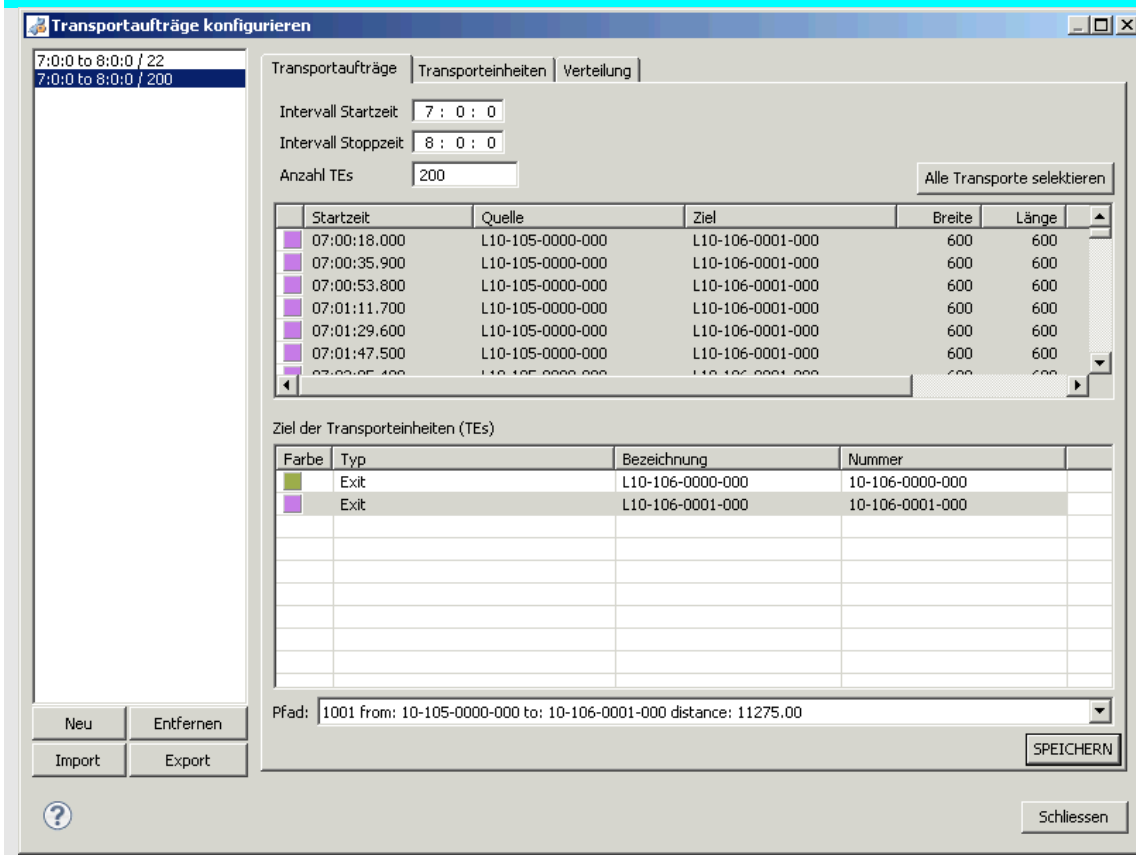 Transportaufträge konfigurieren
7:0:0 to 8:0:0 / 22
7:0:0 to 8:0:0 / 200
Transportaufträge Transporteinheiten Verteilung
Intervall Startzeit 7 : 0 : 0
Intervall Stoppzeit 8 : 0 : 0
Anzahl TEs 200
Alle Transporte selektieren
Startzeit Quelle Ziel Breite Länge
07:00:18.000 L10-105-0000-000 L10-106-0001-000 600 600
07:00:35.900 L10-105-0000-000 L10-106-0001-000 600 600
07:00:53.800 L10-105-0000-000 L10-106-0001-000 600 600
07:01:11.700 L10-105-0000-000 L10-106-0001-000 600 600
07:01:29.600 L10-105-0000-000 L10-106-0001-000 600 600
07:01:47.500 L10-105-0000-000 L10-106-0001-000 600 600
Ziel der Transporteinheiten (TEs)
Farbe Typ Bezeichnung Nummer
Exit L10-106-0000-000 10-106-0000-000
Exit L10-106-0001-000 10-106-0001-000
Pfad: 1001 from: 10-105-0000-000 to: 10-106-0001-000 distance: 11275.00
Neu Entfernen
Import Export
SPEICHERN
?
Schliessen